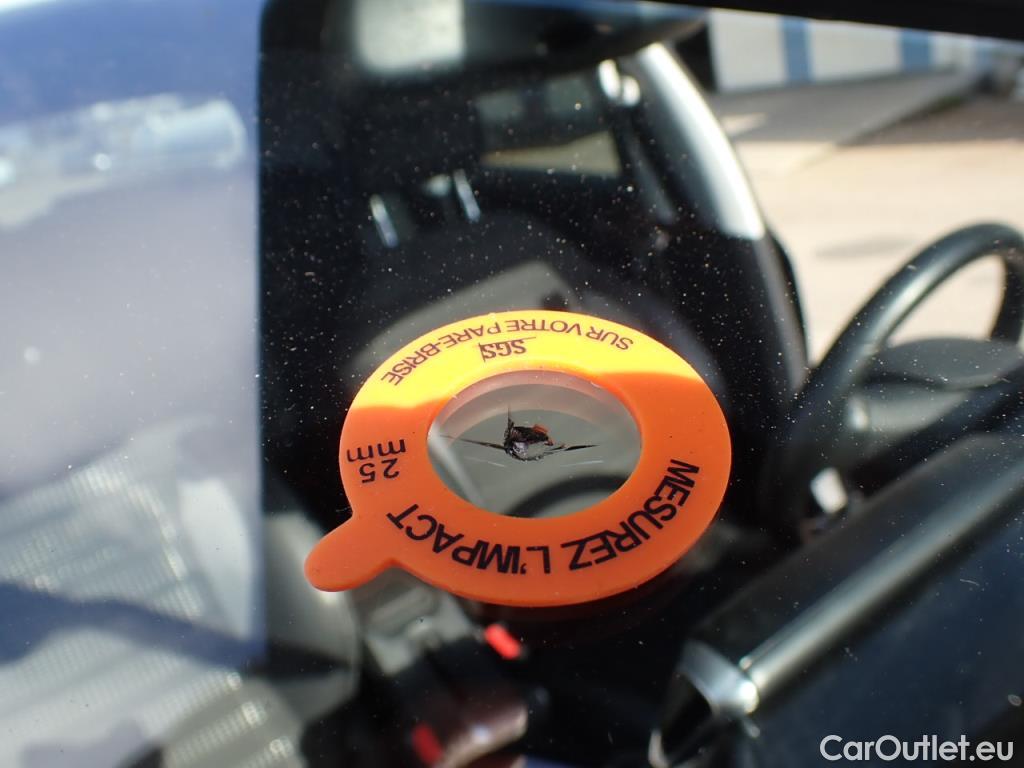 MESUREZ L'IMPACT
SUR VOTRE PARE-BRISE
SGS
25
mm
CarOutlet.eu